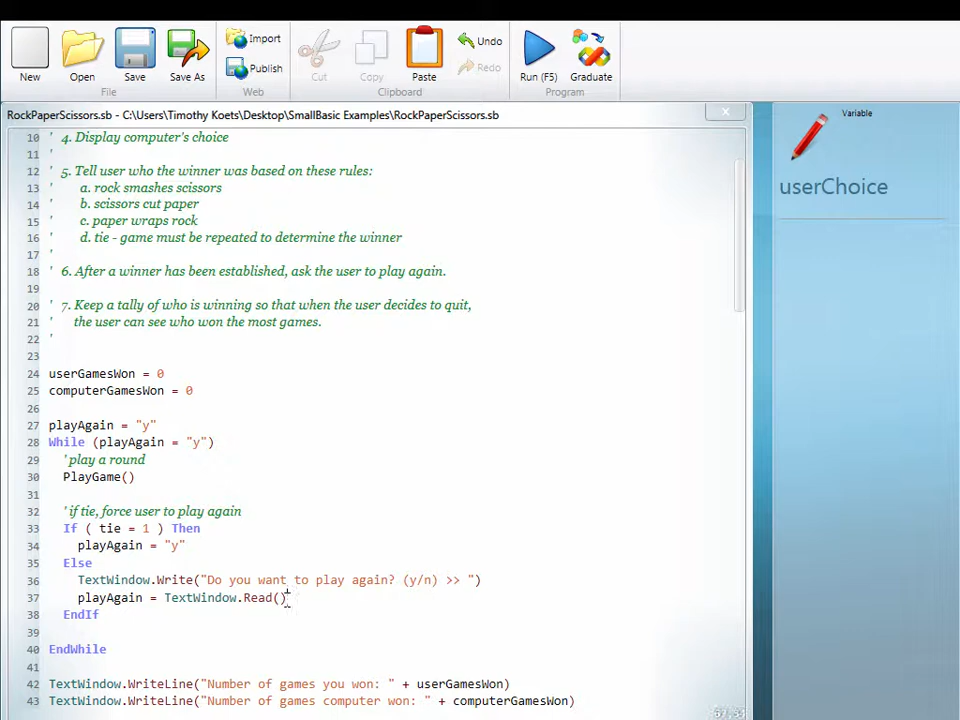 New
Open
Save
Save As
File
Import
Publish
Web
Cut
Copy
Paste
Clipboard
Undo
Redo
Run (F5)
Graduate
Program
RockPaperScissors.sb - C:\Users\Timothy Koets\Desktop\SmallBasic Examples\RockPaperScissors.sb
10 ' 4. Display computer's choice
11 '
12 ' 5. Tell user who the winner was based on these rules:
13 ' a. rock smashes scissors
14 ' b. scissors cut paper
15 ' c. paper wraps rock
16 ' d. tie - game must be repeated to determine the winner
17 '
18 ' 6. After a winner has been established, ask the user to play again.
19 '
20 ' 7. Keep a tally of who is winning so that when the user decides to quit,
21 ' the user can see who won the most games.
22 '
23
24 userGamesWon = 0
25 computerGamesWon = 0
26
27 playAgain = "y"
28 While (playAgain = "y")
29 ' play a round
30 PlayGame()
31
32 ' if tie, force user to play again
33 If ( tie = 1 ) Then
34 playAgain = "y"
35 Else
36 TextWindow.Write("Do you want to play again? (y/n) >> ")
37 playAgain = TextWindow.Read()
38 EndIf
39
40 EndWhile
41
42 TextWindow.WriteLine("Number of games you won: " + userGamesWon)
43 TextWindow.WriteLine("Number of games computer won: " + computerGamesWon)
Variable
userChoice